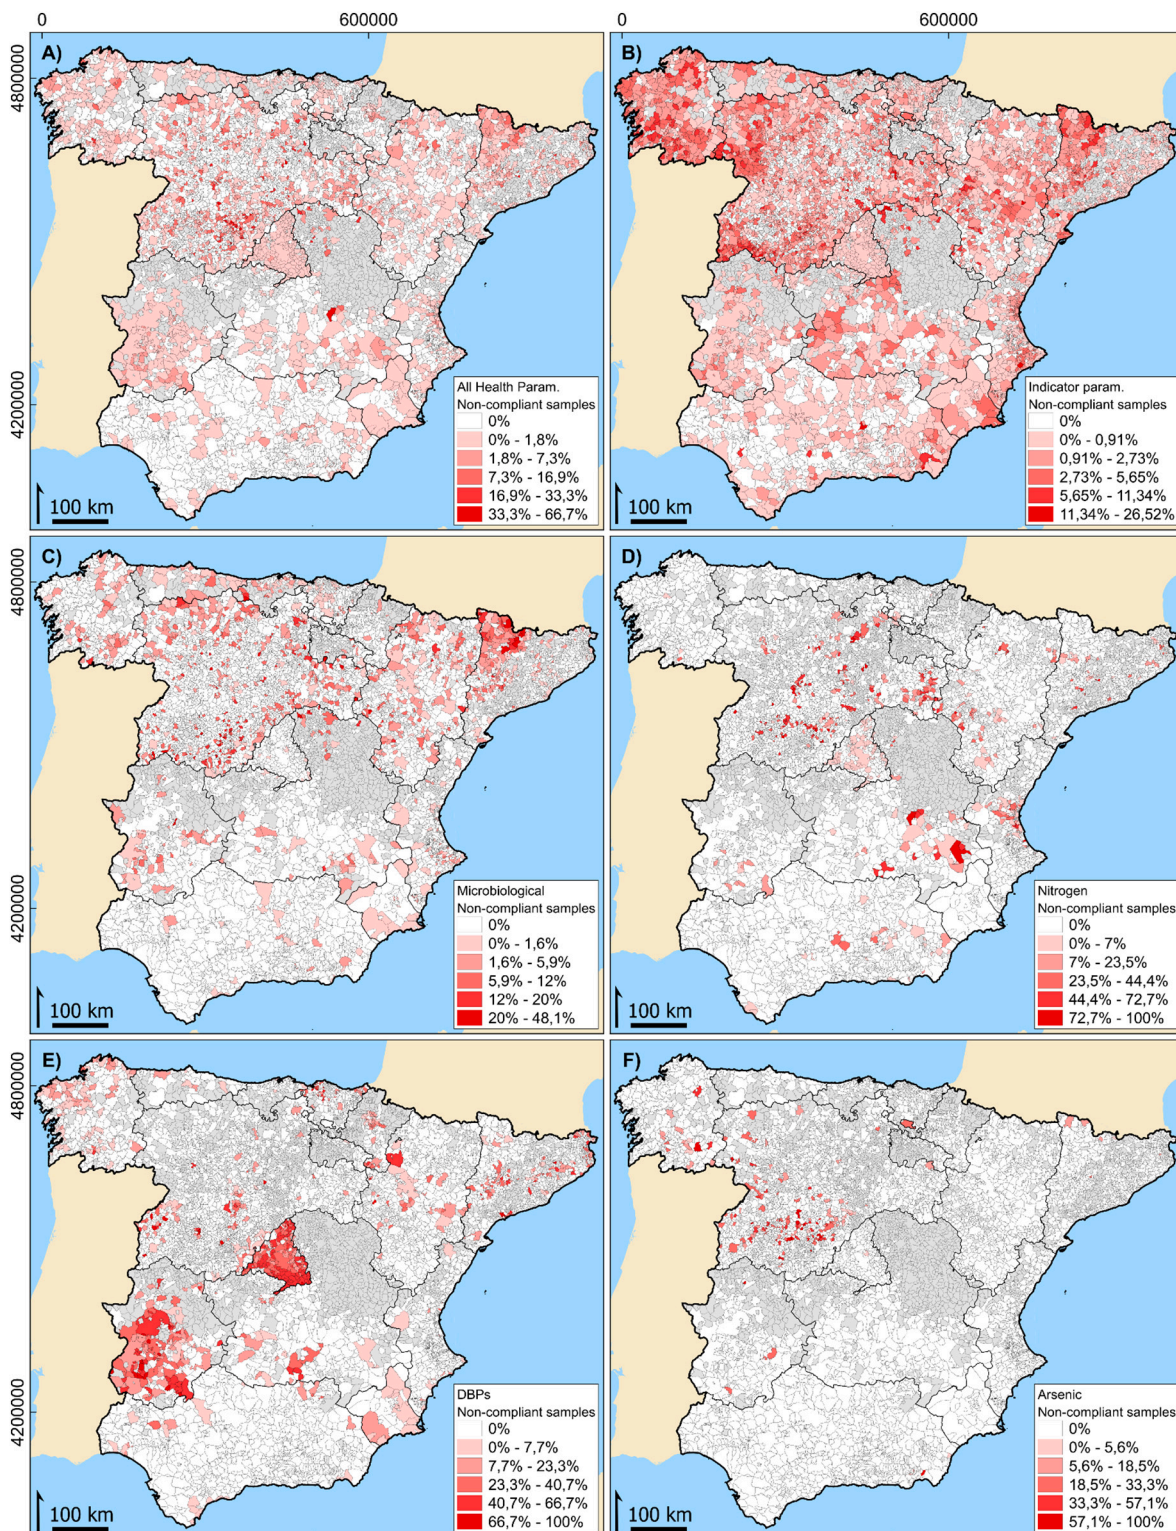 0
600000
0
600000
4800000
A)
All Health Param.
Non-compliant samples
0%
0% - 1,8%
1,8% - 7,3%
7,3% - 16,9%
16,9% - 33,3%
33,3% - 66,7%
4200000
100 km
B)
Indicator param.
Non-compliant samples
0%
0% - 0,91%
0,91% - 2,73%
2,73% - 5,65%
5,65% - 11,34%
11,34% - 26,52%
100 km
4800000
C)
Microbiological
Non-compliant samples
0%
0% - 1,6%
1,6% - 5,9%
5,9% - 12%
12% - 20%
20% - 48,1%
4200000
100 km
D)
Nitrogen
Non-compliant samples
0%
0% - 7%
7% - 23,5%
23,5% - 44,4%
44,4% - 72,7%
72,7% - 100%
100 km
4800000
E)
DBPs
Non-compliant samples
0%
0% - 7,7%
7,7% - 23,3%
23,3% - 40,7%
40,7% - 66,7%
66,7% - 100%
4200000
100 km
F)
Arsenic
Non-compliant samples
0%
0% - 5,6%
5,6% - 18,5%
18,5% - 33,3%
33,3% - 57,1%
57,1% - 100%
100 km